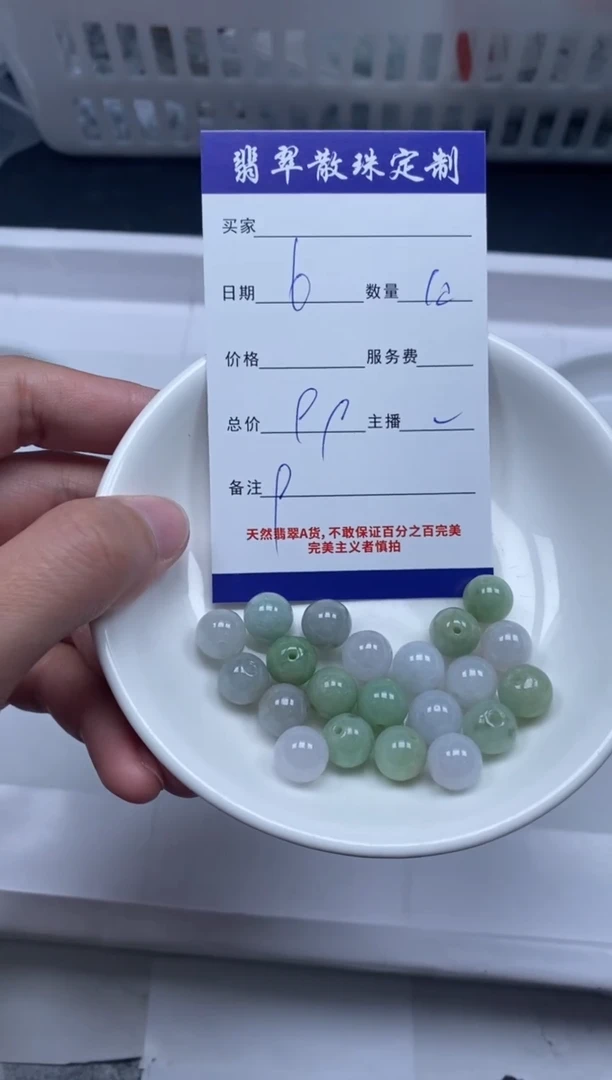 翡翠散珠定制
买家
日期 6 数量
价格 服务费
总价 主播
备注
天然翡翠A货,不敢保证百分之百完美
完美主义者慎拍